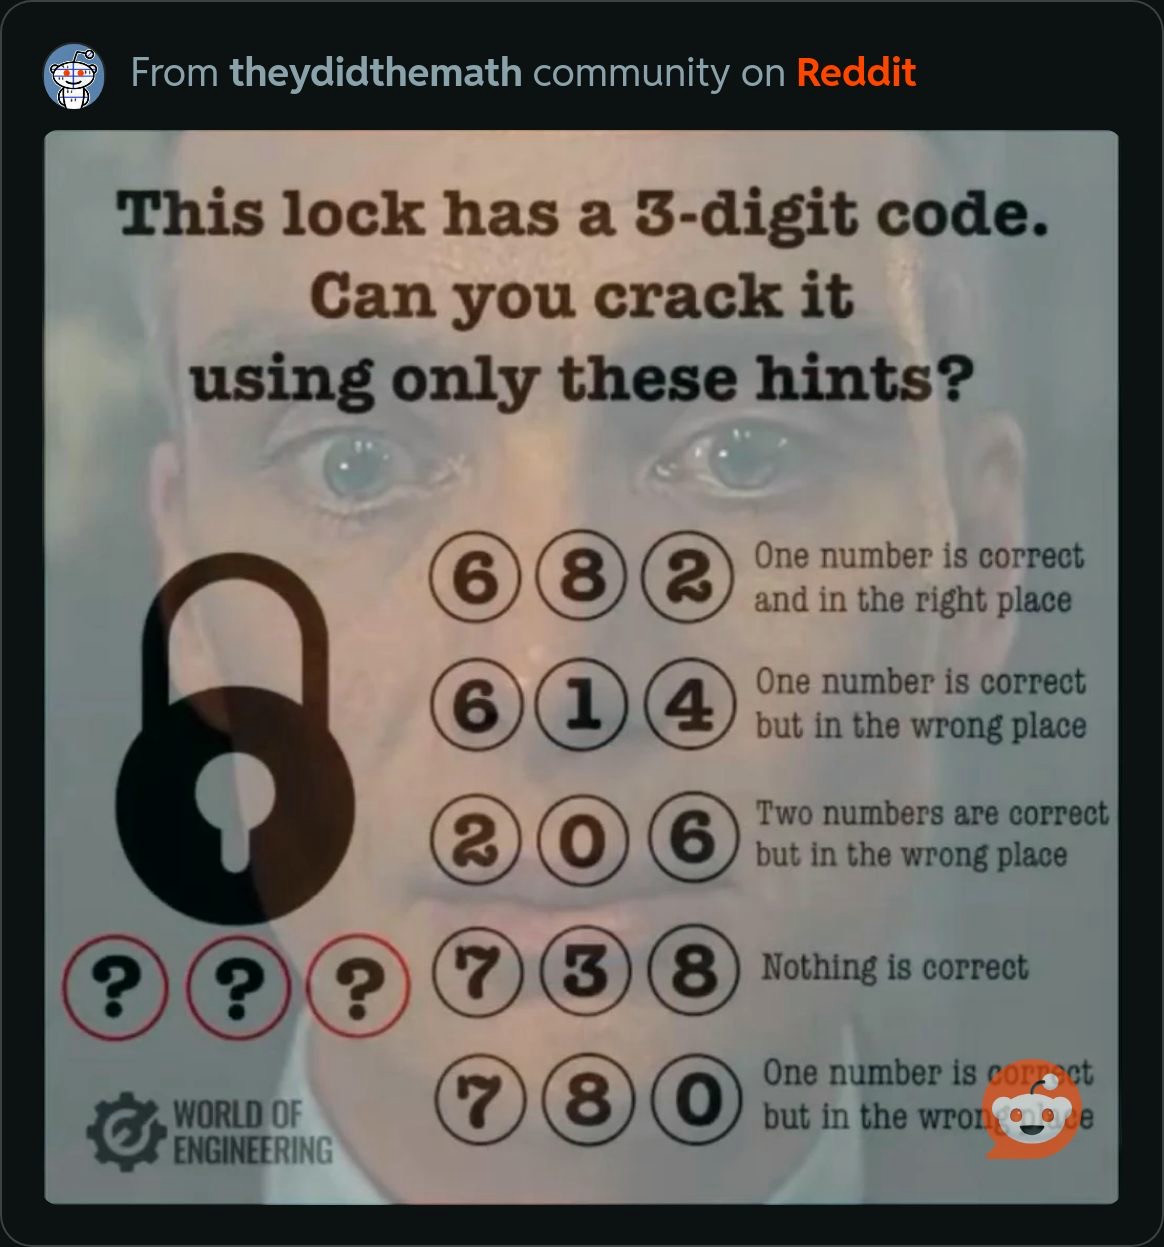 From theydidthemath community on Reddit
This lock has a 3-digit code.
Can you crack it
using only these hints?
6 8 2 One number is correct
and in the right place
6 1 4 One number is correct
but in the wrong place
2 0 6 Two numbers are correct
but in the wrong place
? ? ?
7 3 8 Nothing is correct
7 8 0 One number is correct
but in the wrong place
WORLD OF
ENGINEERING